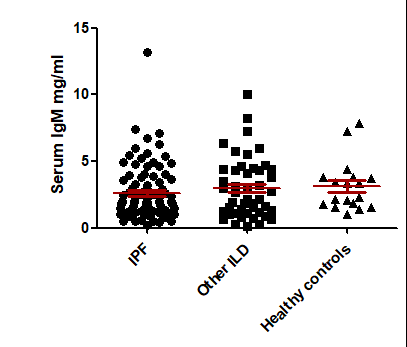 15
10
5
0
Serum IgM mg/ml
IPF
Other ILD
Healthy controls